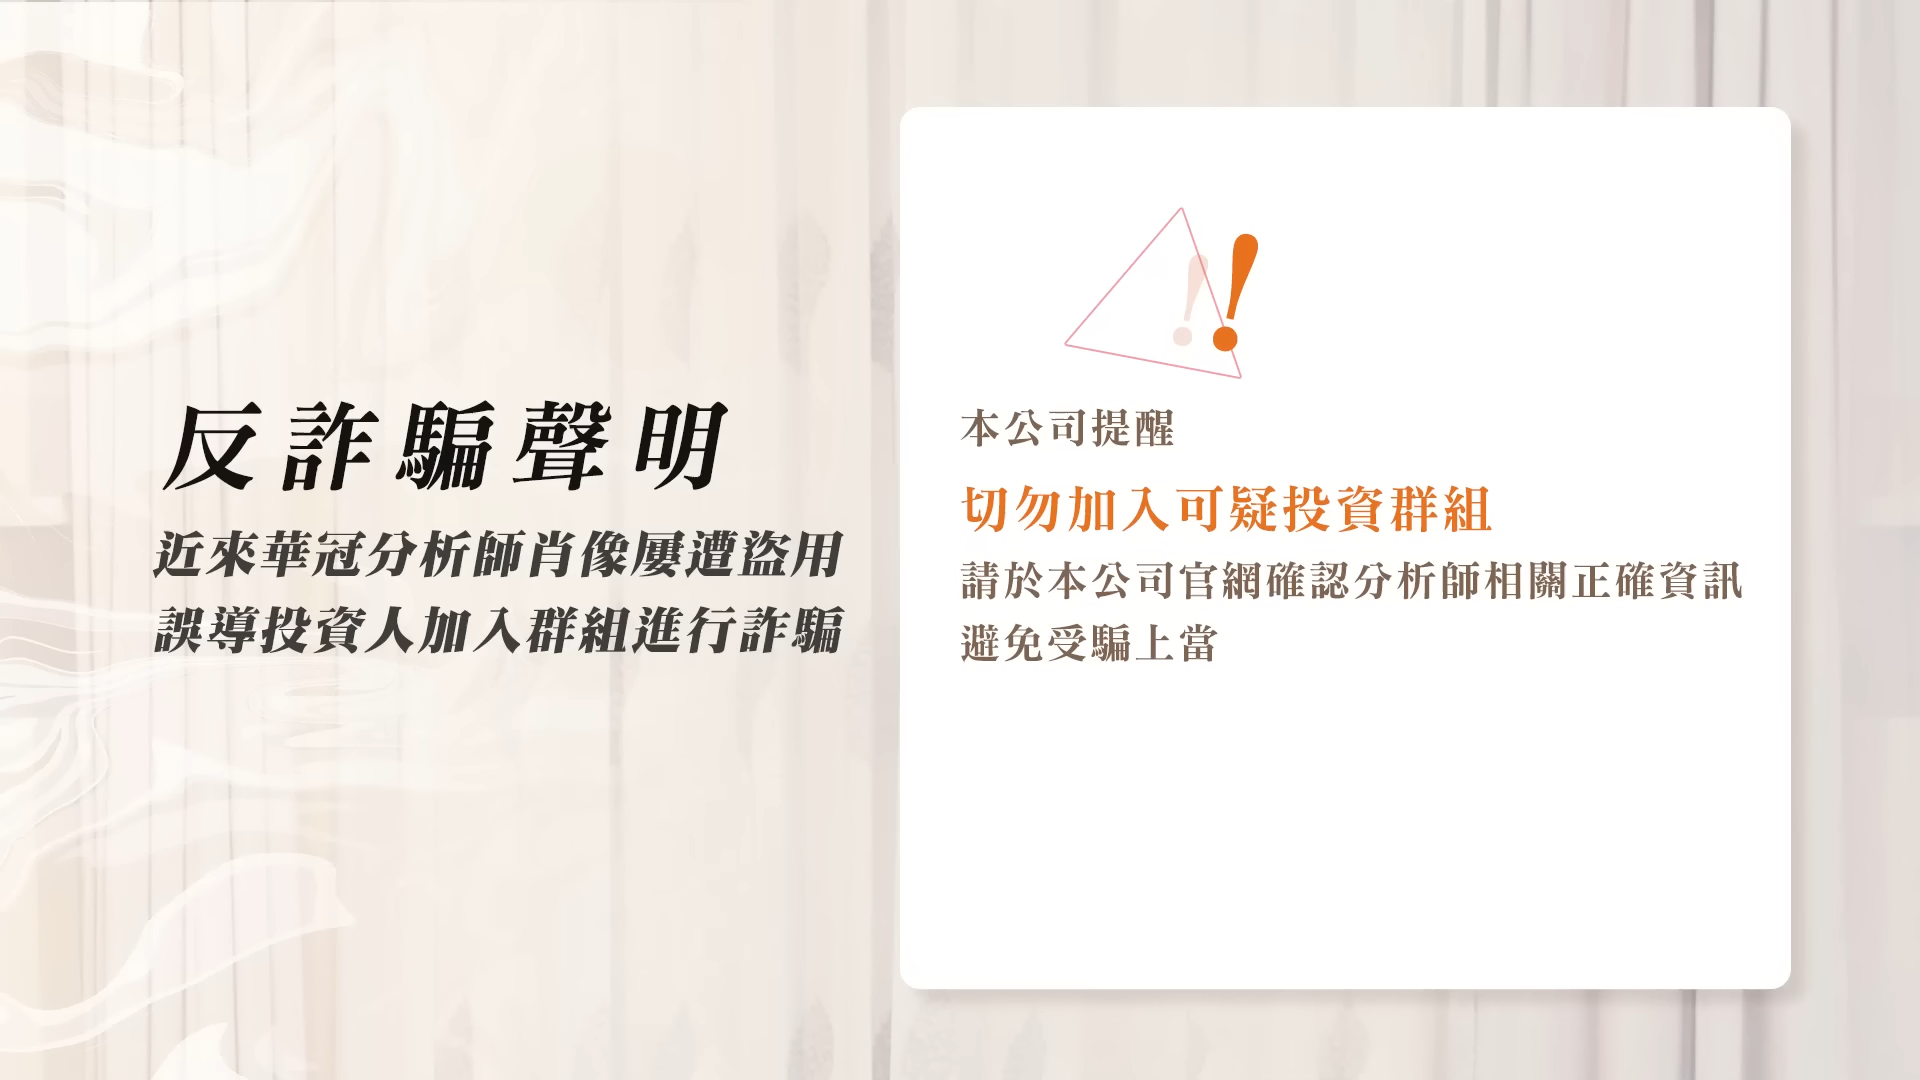 反詐騙聲明
近來華冠分析師肖像屢遭盜用
誤導投資人加入群組進行詐騙
本公司提醒
切勿加入可疑投資群組
請於本公司官網確認分析師相關正確資訊
避免受騙上當